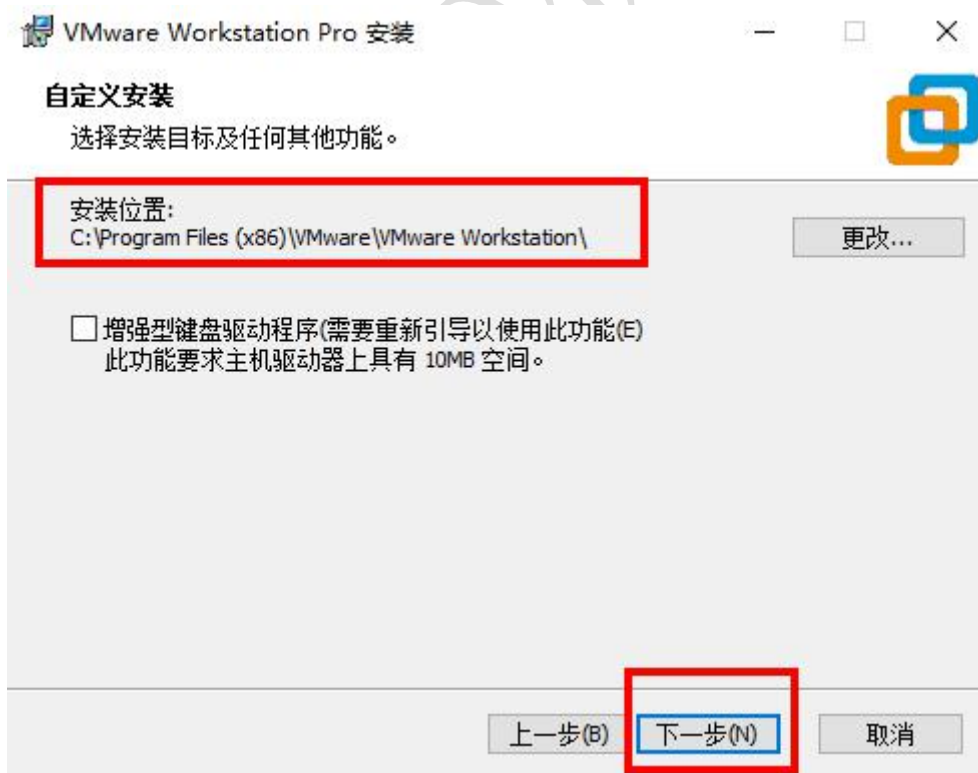 VMware Workstation Pro 安装
自定义安装
选择安装目标及任何其他功能。
安装位置:
C:\Program Files (x86)\VMware\VMware Workstation\
更改...
增强型键盘驱动程序(需要重新引导以使用此功能(E)
此功能要求主机驱动器上具有 10MB 空间。
上一步(B)
下一步(N)
取消